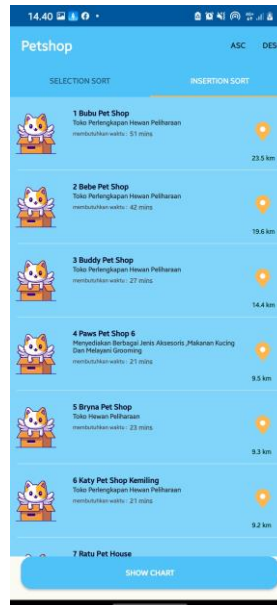 14.40
Petshop
ASC
DES
SELECTION SORT
INSERTION SORT
1 Bubu Pet Shop
Toko Perlengkapan Hewan Peliharaan
membutuhkan waktu : 51 mins
23.5 km
2 Bebe Pet Shop
Toko Perlengkapan Hewan Peliharaan
membutuhkan waktu : 42 mins
19.6 km
3 Buddy Pet Shop
Toko Perlengkapan Hewan Peliharaan
membutuhkan waktu : 27 mins
14.4 km
4 Paws Pet Shop 6
Menyediakan Berbagai Jenis Aksesoris ,Makanan Kucing
Dan Melayani Grooming
membutuhkan waktu : 21 mins
9.5 km
5 Bryna Pet Shop
Toko Hewan Peliharaan
membutuhkan waktu : 23 mins
9.3 km
6 Katy Pet Shop Kemiling
Toko Perlengkapan Hewan Peliharaan
membutuhkan waktu : 21 mins
9.2 km
7 Ratu Pet House
SHOW CHART